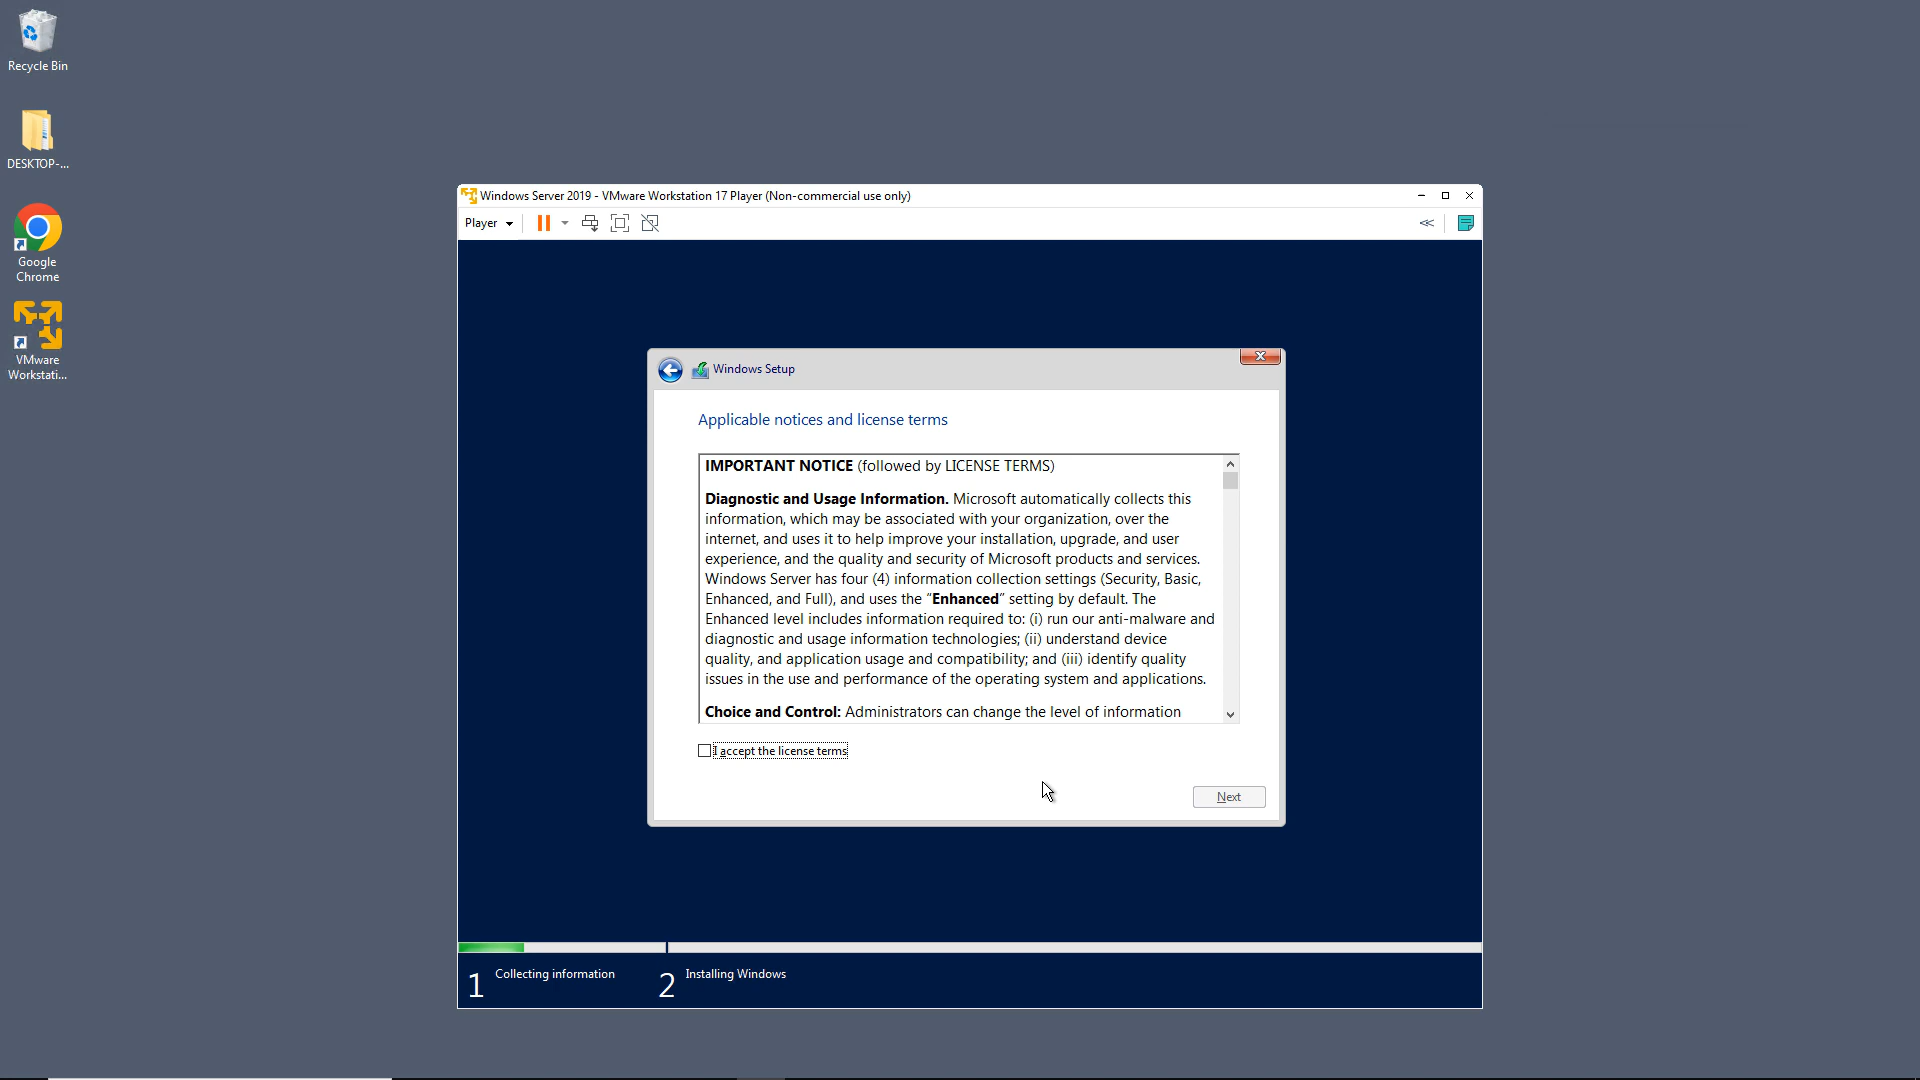 Recycle Bin
DESKTOP-...
Google
Chrome
VMware
Workstati...
Windows Server 2019 - VMware Workstation 17 Player (Non-commercial use only)
Player
Windows Setup
Applicable notices and license terms
IMPORTANT NOTICE (followed by LICENSE TERMS)
Diagnostic and Usage Information. Microsoft automatically collects this
information, which may be associated with your organization, over the
internet, and uses it to help improve your installation, upgrade, and user
experience, and the quality and security of Microsoft products and services.
Windows Server has four (4) information collection settings (Security, Basic,
Enhanced, and Full), and uses the “Enhanced” setting by default. The
Enhanced level includes information required to: (i) run our anti-malware and
diagnostic and usage information technologies; (ii) understand device
quality, and application usage and compatibility; and (iii) identify quality
issues in the use and performance of the operating system and applications.
Choice and Control: Administrators can change the level of information
I accept the license terms
Next
1 Collecting information
2 Installing Windows